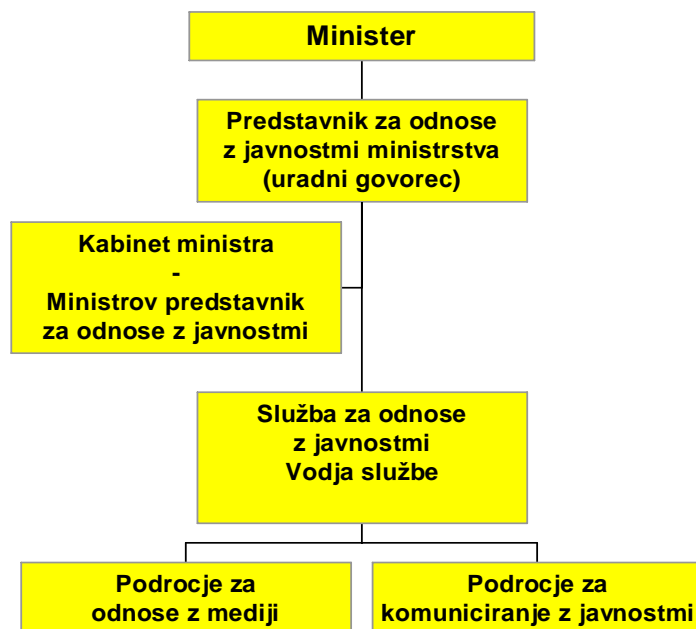 Minister
Predstavnik za odnose
z javnostmi ministrstva
(uradni govorec)
Kabinet ministra
-
Ministrov predstavnik
za odnose z javnostmi
Služba za odnose
z javnostmi
Vodja službe
Podrocje za
odnose z mediji
Podrocje za
komuniciranje z javnostmi